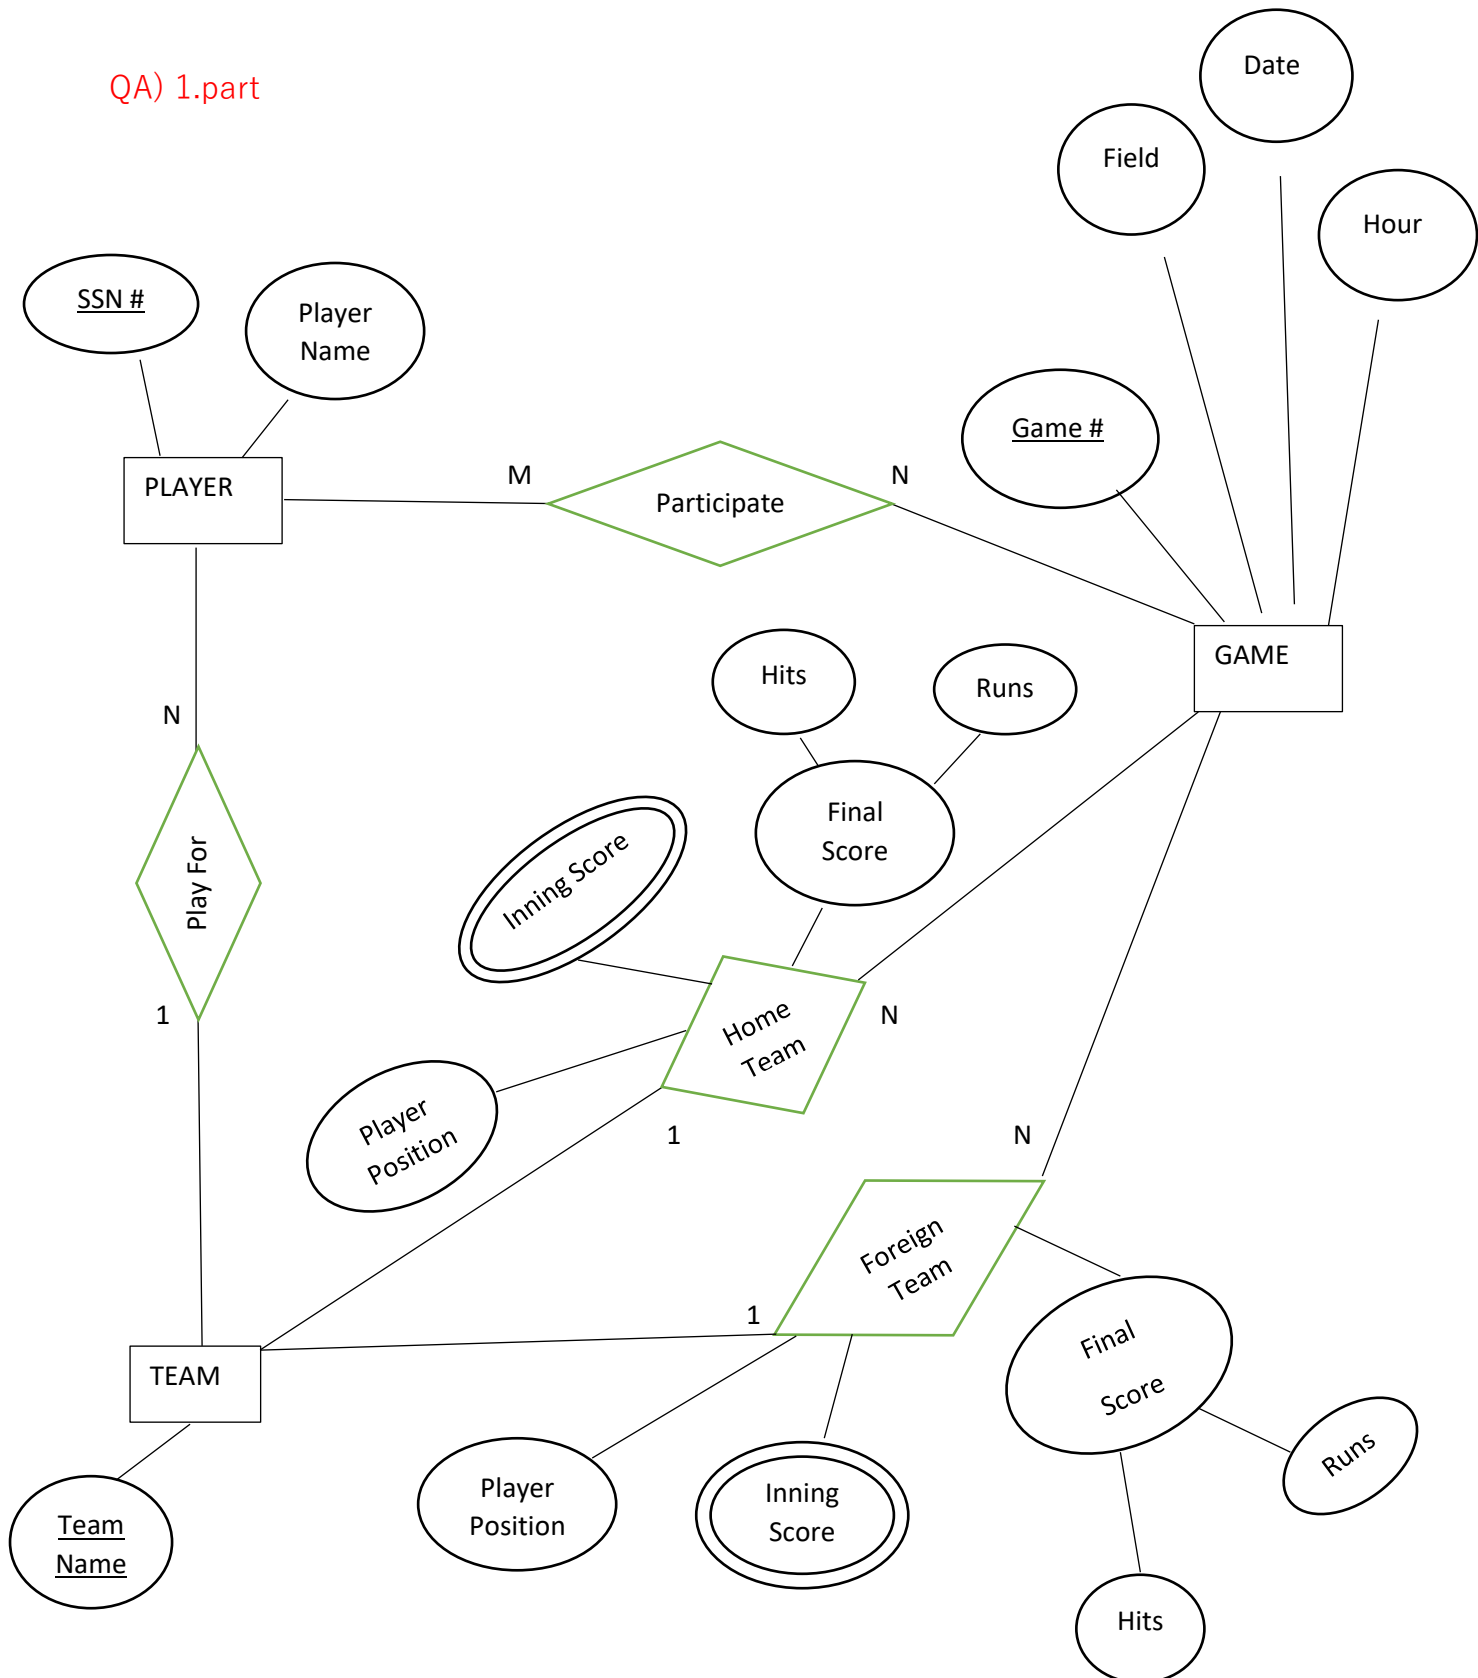 QA) 1.part
Date
Field
Hour
SSN #
Player
Name
Game #
PLAYER
M
Participate
N
GAME
Hits
Runs
N
Final
Score
Inning Score
Play For
1
Home
Team
N
Player
Position
1
N
Foreign
Team
1
TEAM
Final
Score
Runs
Player
Position
Inning
Score
Team
Name
Hits